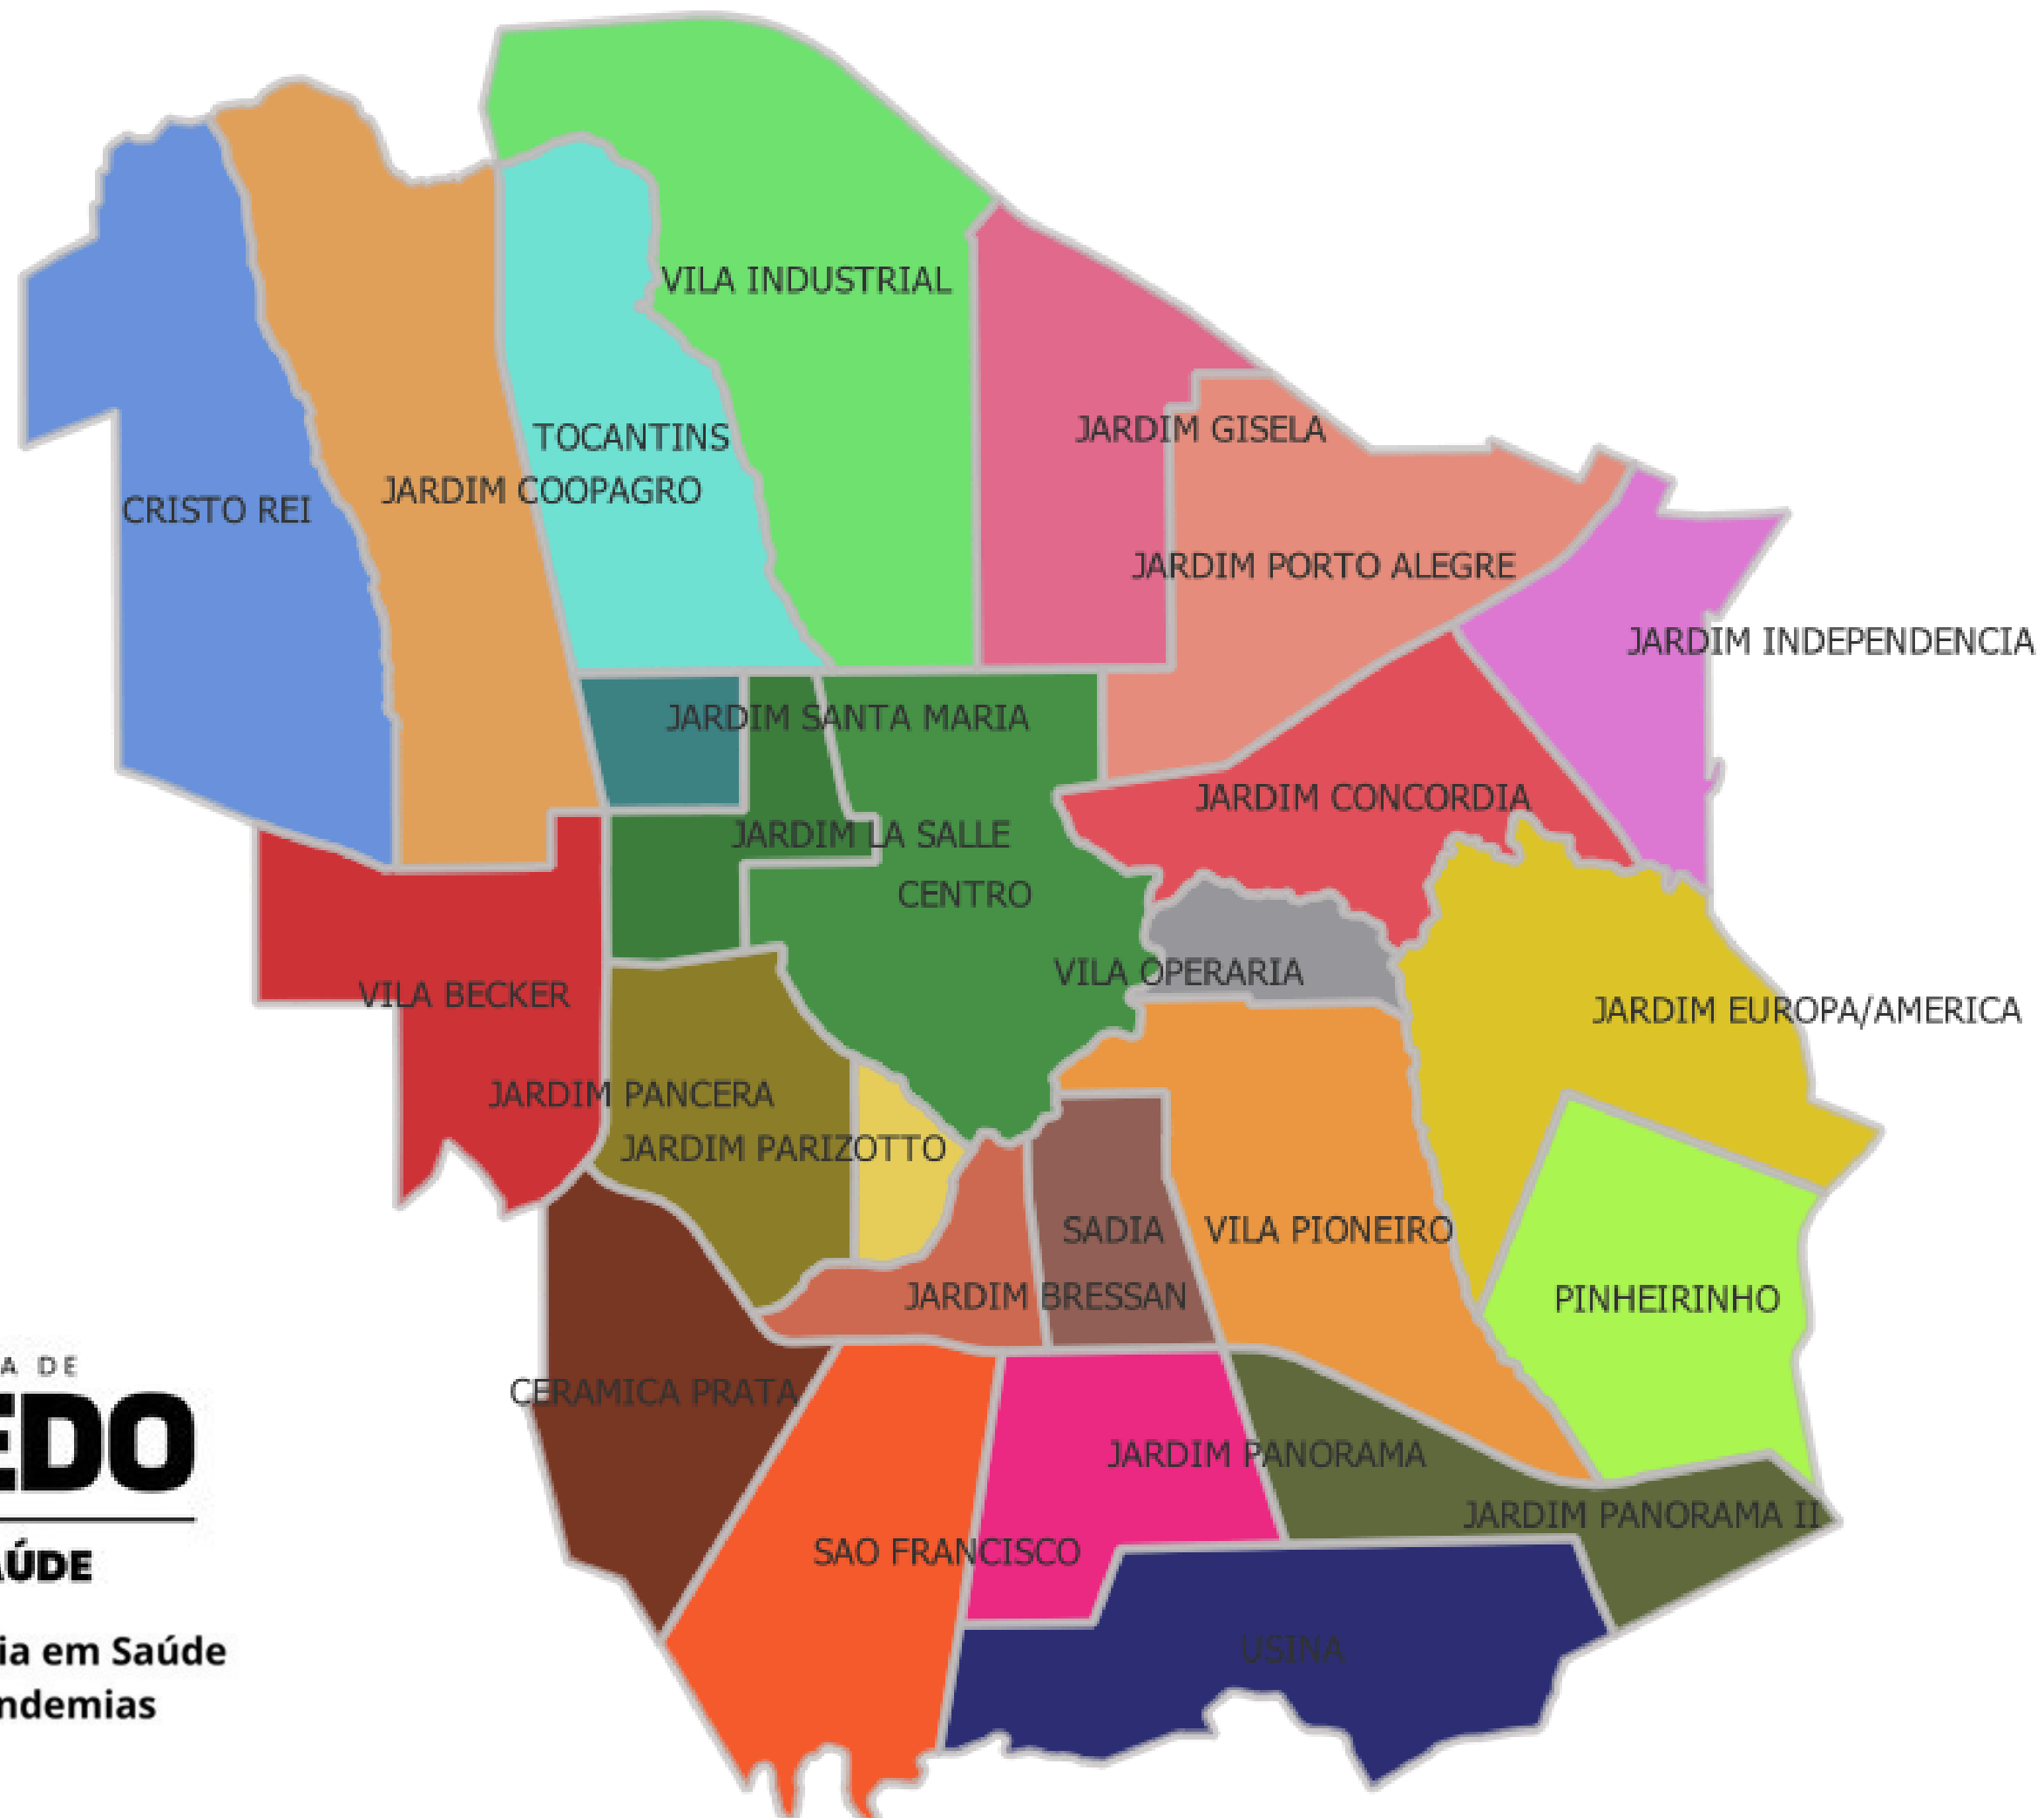 VILA INDUSTRIAL
JARDIM GISELA
TOCANTINS
JARDIM COOPAGRO
CRISTO REI
JARDIM PORTO ALEGRE
JARDIM INDEPENDENCIA
JARDIM SANTA MARIA
JARDIM CONCORDIA
JARDIM LA SALLE
CENTRO
VILA OPERARIA
VILA BECKER
JARDIM EUROPA/AMERICA
JARDIM PANCERA
JARDIM PARIZOTTO
SADIA
VILA PIONEIRO
JARDIM BRESSAN
PINHEIRINHO
CERAMICA PRATA
JARDIM PANORAMA
JARDIM PANORAMA II
SAO FRANCISCO
USINA
A DE
EDO
AÚDE
ia em Saúde
ndemias